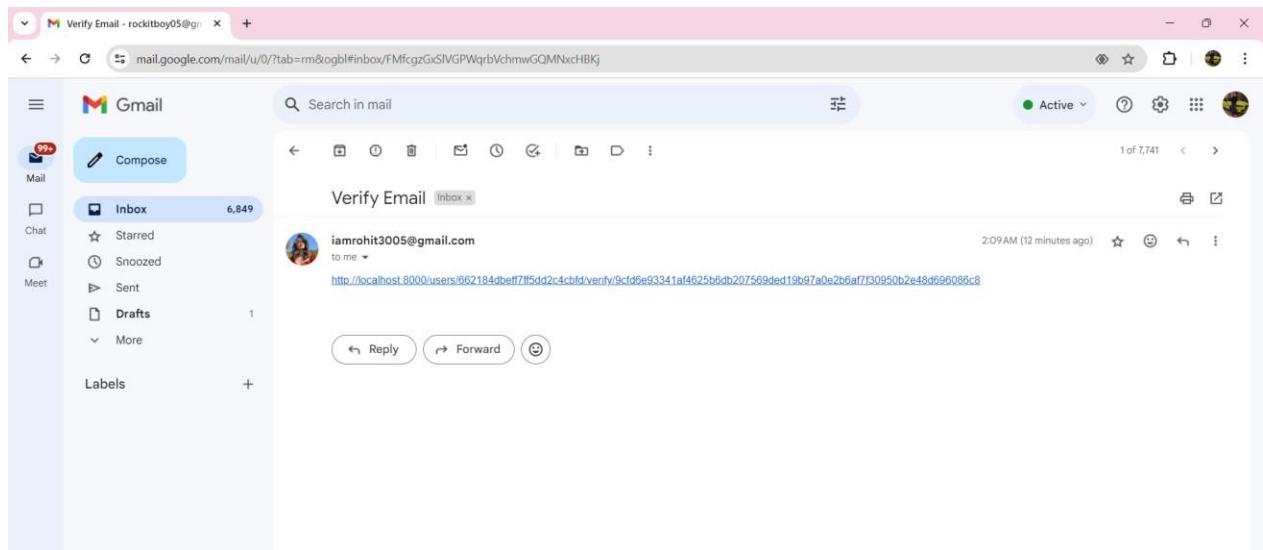 Verify Email - rockitboy05@gm
mail.google.com/mail/u/0/?tab=rm&ogbl#inbox/FMfcgzGxSlVGPWqrbVchmwGQMNxcHBKj
Gmail
Search in mail
Active
99+
Mail
Chat
Meet
Compose
1 of 7,741
Inbox 6,849
Starred
Snoozed
Sent
Drafts 1
More
Labels
Verify Email Inbox x
iamrohit3005@gmail.com 2:09 AM (12 minutes ago)
to me
http://localhost:8000/users/662184dbeff7ff5dd2c4cbfd/verify/9cfd6e93341af4625b6db207569ded19b97a0e2b6af7f30950b2e48d696086c8
Reply Forward